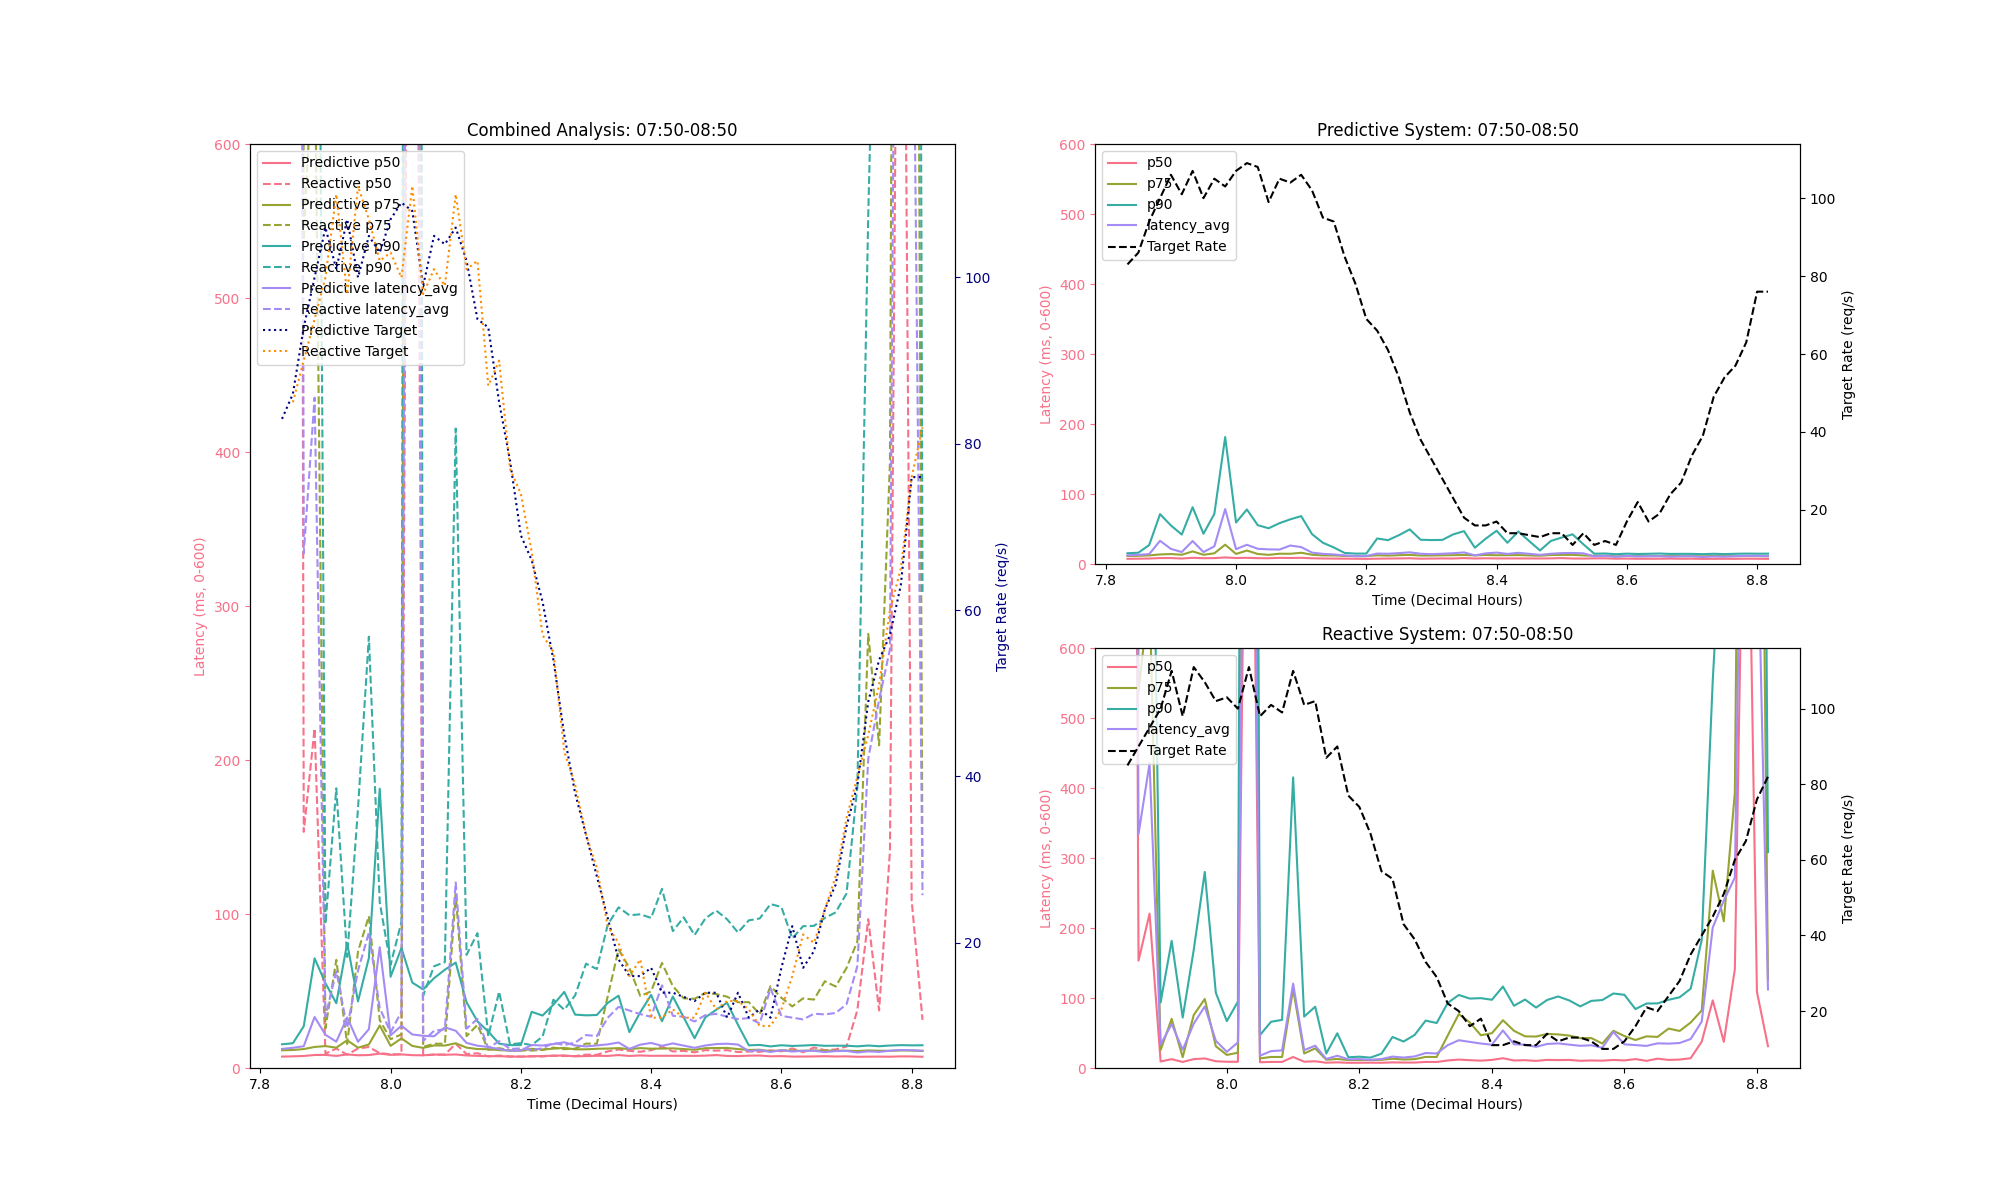 Combined Analysis: 07:50-08:50
Predictive p50
Reactive p50
Predictive p75
Reactive p75
Predictive p90
Reactive p90
Predictive latency_avg
Reactive latency_avg
Predictive Target
Reactive Target
600
500
400
300
200
100
0
Latency (ms, 0-600)
100
80
60
40
20
Target Rate (req/s)
7.8
8.0
8.2
8.4
8.6
8.8
Time (Decimal Hours)
Predictive System: 07:50-08:50
p50
p75
p90
latency_avg
Target Rate
600
500
400
300
200
100
0
Latency (ms, 0-600)
100
80
60
40
20
Target Rate (req/s)
7.8
8.0
8.2
8.4
8.6
8.8
Time (Decimal Hours)
Reactive System: 07:50-08:50
p50
p75
p90
latency_avg
Target Rate
600
500
400
300
200
100
0
Latency (ms, 0-600)
100
80
60
40
20
Target Rate (req/s)
8.0
8.2
8.4
8.6
8.8
Time (Decimal Hours)